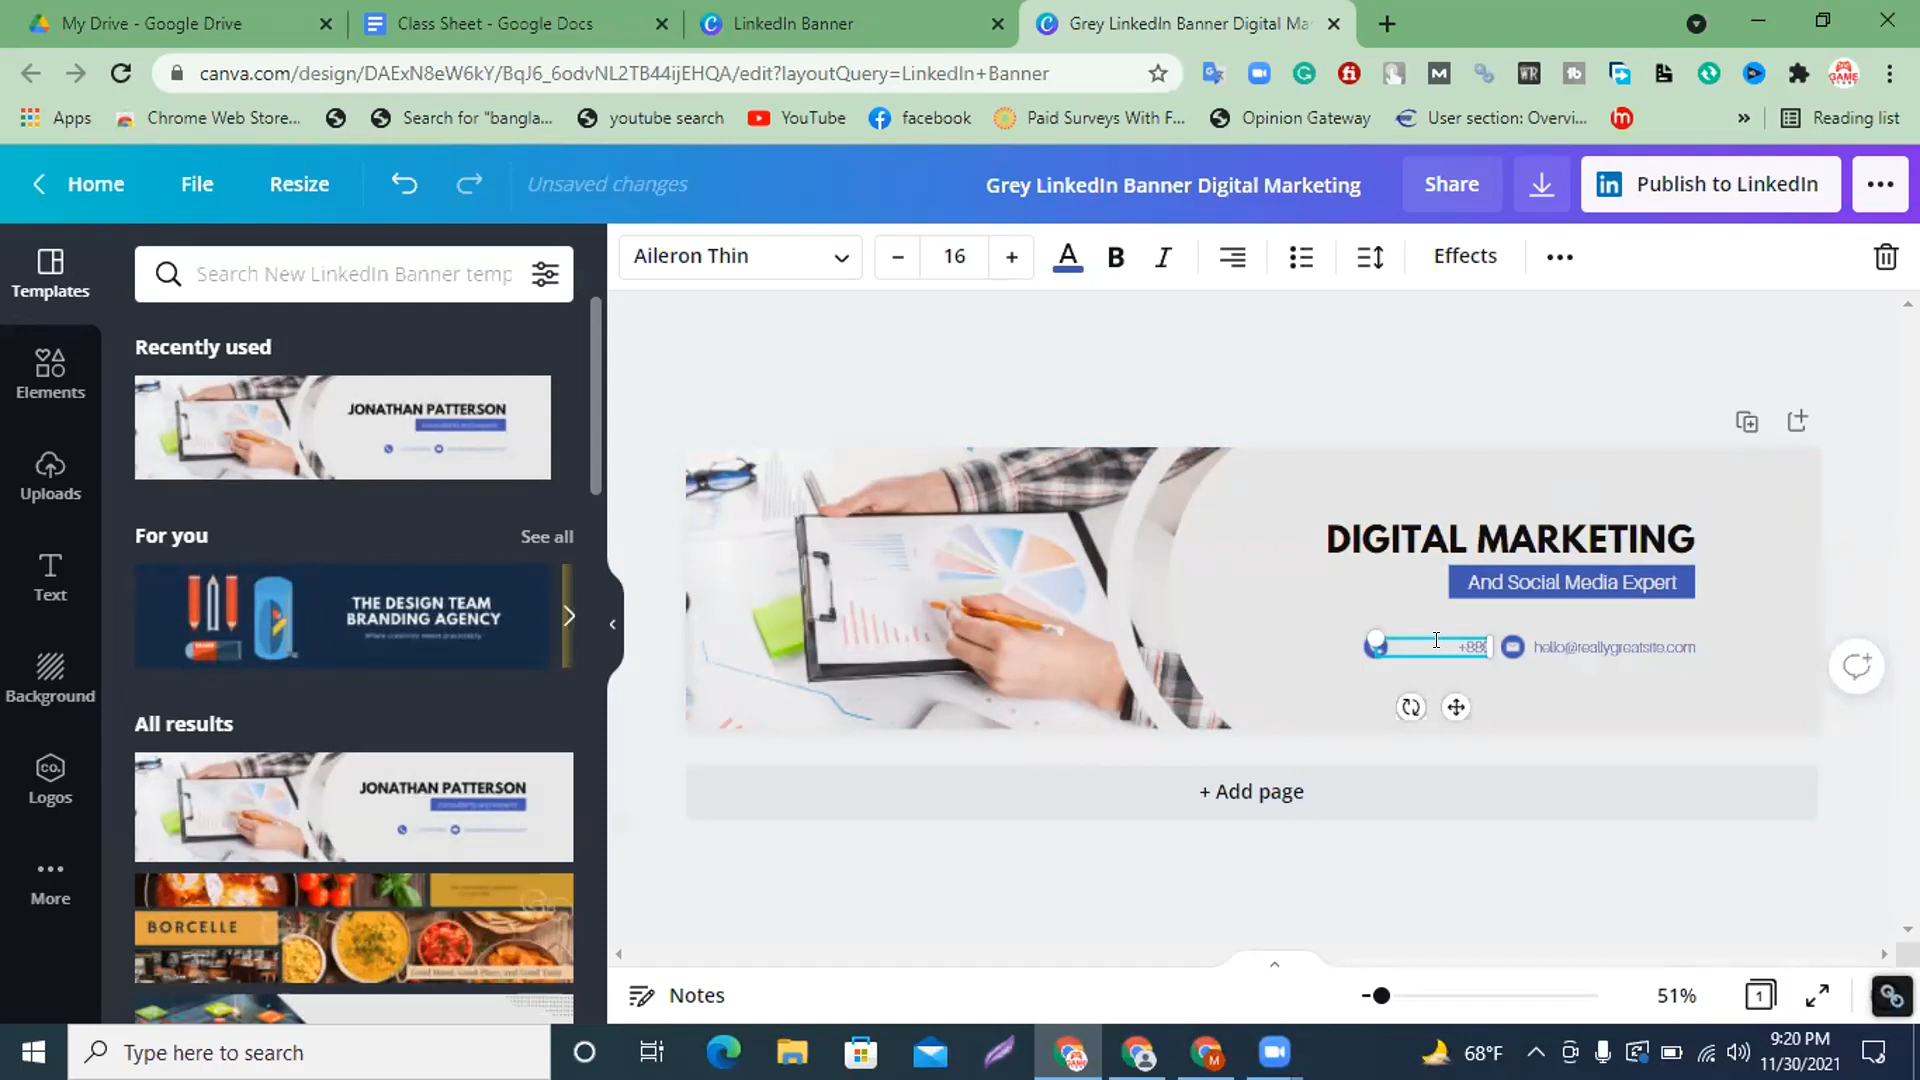 My Drive - Google Drive
Class Sheet - Google Docs
LinkedIn Banner
Grey LinkedIn Banner Digital Ma
canva.com/design/DAExN8eW6kY/BqJ6_6odvNL2TB44ijEHQA/edit?layoutQuery=LinkedIn+Banner
Apps
Chrome Web Store...
Search for "bangla...
youtube search
YouTube
facebook
Paid Surveys With F...
Opinion Gateway
User section: Overvi...
Reading list
Home
File
Resize
Unsaved changes
Grey LinkedIn Banner Digital Marketing
Share
Publish to LinkedIn
Aileron Thin
16
A
B
I
Effects
Templates
Elements
Uploads
Text
Background
Logos
More
Search New LinkedIn Banner temp
Recently used
JONATHAN PATTERSON
For you
See all
THE DESIGN TEAM
BRANDING AGENCY
All results
JONATHAN PATTERSON
BORCELLE
DIGITAL MARKETING
And Social Media Expert
+88
hello@reallygreatsite.com
+ Add page
Notes
1
51%
Type here to search
68°F
9:20 PM
11/30/2021